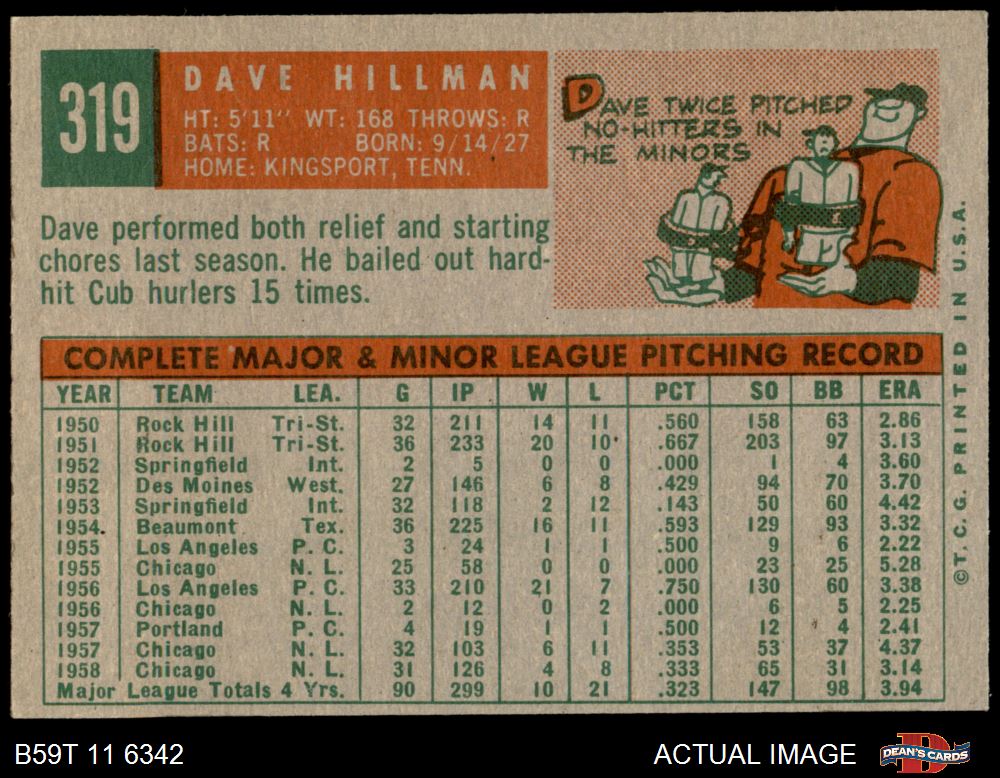 319
DAVE HILLMAN
HT: 5'11" WT: 168 THROWS: R
BATS: R BORN: 9/14/27
HOME: KINGSPORT, TENN.
DAVE TWICE PITCHED
NO-HITTERS IN
THE MINORS
Dave performed both relief and starting
chores last season. He bailed out hard-
hit Cub hurlers 15 times.
COMPLETE MAJOR & MINOR LEAGUE PITCHING RECORD
YEAR TEAM LEA. G IP W L PCT SO BB ERA
1950 Rock Hill Tri-St. 32 211 14 11 .560 158 63 2.86
1951 Rock Hill Tri-St. 36 233 20 10 .667 203 97 3.13
1952 Springfield Int. 2 5 0 0 .000 1 4 3.60
1952 Des Moines West. 27 146 6 8 .429 94 70 3.70
1953 Springfield Int. 32 118 2 12 .143 50 60 4.42
1954 Beaumont Tex. 36 225 16 11 .593 129 93 3.32
1955 Los Angeles P. C. 3 24 1 1 .500 9 6 2.22
1955 Chicago N. L. 25 58 0 0 .000 23 25 5.28
1956 Los Angeles P. C. 33 210 21 7 .750 130 60 3.38
1956 Chicago N. L. 2 12 0 2 .000 6 5 2.25
1957 Portland P. C. 4 19 1 1 .500 12 4 2.41
1957 Chicago N. L. 32 103 6 11 .353 53 37 4.37
1958 Chicago N. L. 31 126 4 8 .333 65 31 3.14
Major League Totals 4 Yrs. 90 299 10 21 .323 147 98 3.94
©T. C. G. PRINTED IN U.S.A.
B59T 11 6342
ACTUAL IMAGE
DEAN'S CARDS